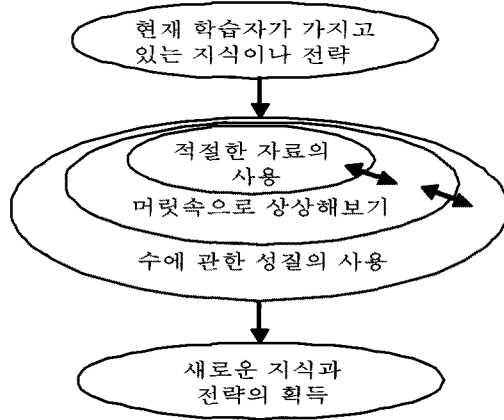 현재 학습자가 가지고
있는 지식이나 전략
적절한 자료의
사용
머릿속으로 상상해보기
수에 관한 성질의 사용
새로운 지식과
전략의 획득